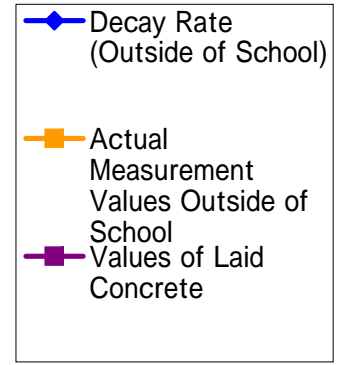 Decay Rate
(Outside of School)
Actual
Measurement
Values Outside of
School
Values of Laid
Concrete